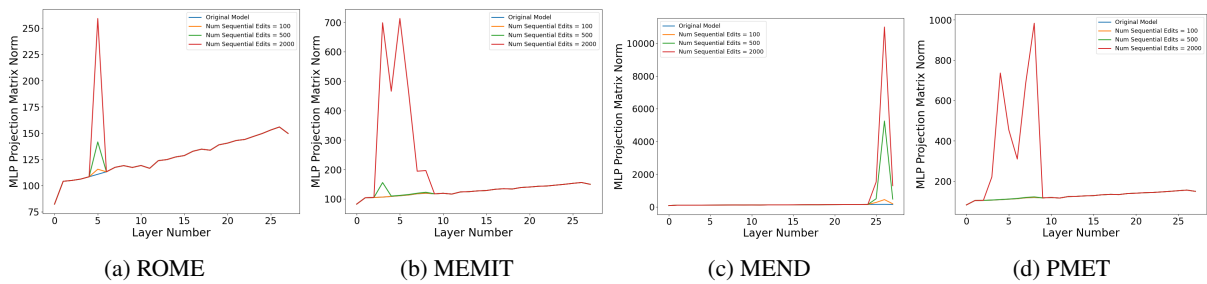 MLP Projection Matrix Norm
260
225
200
175
150
125
100
75
0
5
10
15
20
25
Layer Number
Original Model
Num Sequential Edits = 100
Num Sequential Edits = 500
Num Sequential Edits = 2000
(a) ROME
MLP Projection Matrix Norm
700
600
500
400
300
200
100
0
5
10
15
20
25
Layer Number
Original Model
Num Sequential Edits = 100
Num Sequential Edits = 500
Num Sequential Edits = 2000
(b) MEMIT
MLP Projection Matrix Norm
10000
8000
6000
4000
2000
0
0
5
10
15
20
25
Layer Number
Original Model
Num Sequential Edits = 100
Num Sequential Edits = 500
Num Sequential Edits = 2000
(c) MEND
MLP Projection Matrix Norm
1000
800
600
400
200
0
5
10
15
20
25
Layer Number
Original Model
Num Sequential Edits = 100
Num Sequential Edits = 500
Num Sequential Edits = 2000
(d) PMET